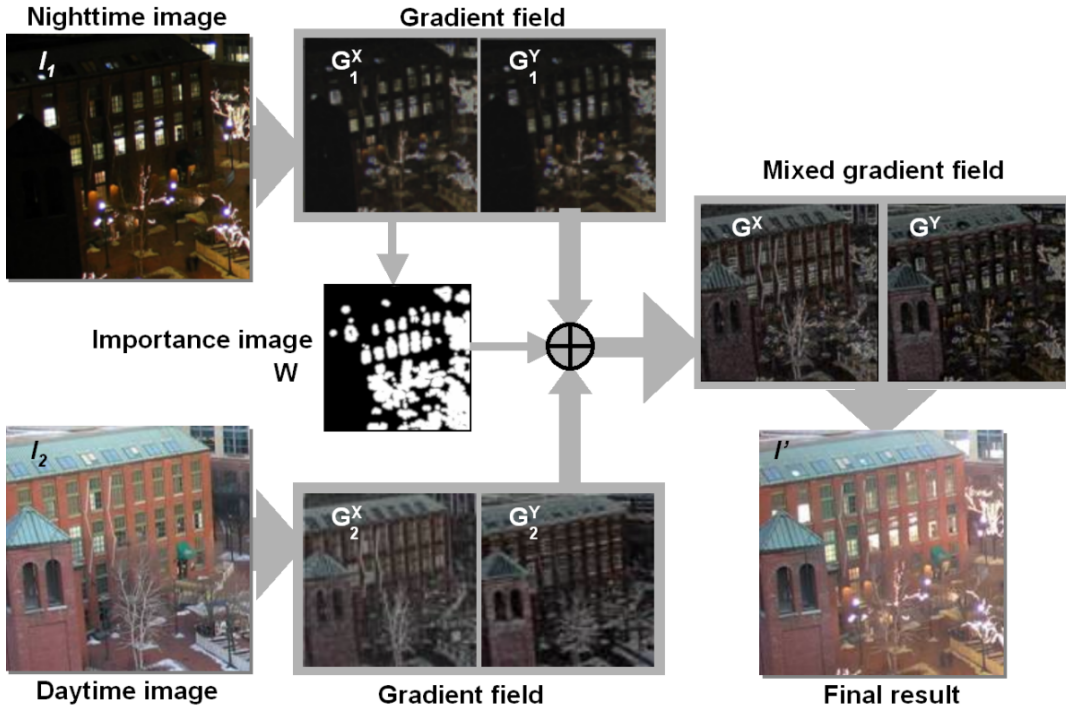 Nighttime image
Gradient field
I1
G1X
G1Y
Mixed gradient field
GX
GY
Importance image
W
I2
G2X
G2Y
I'
Daytime image
Gradient field
Final result